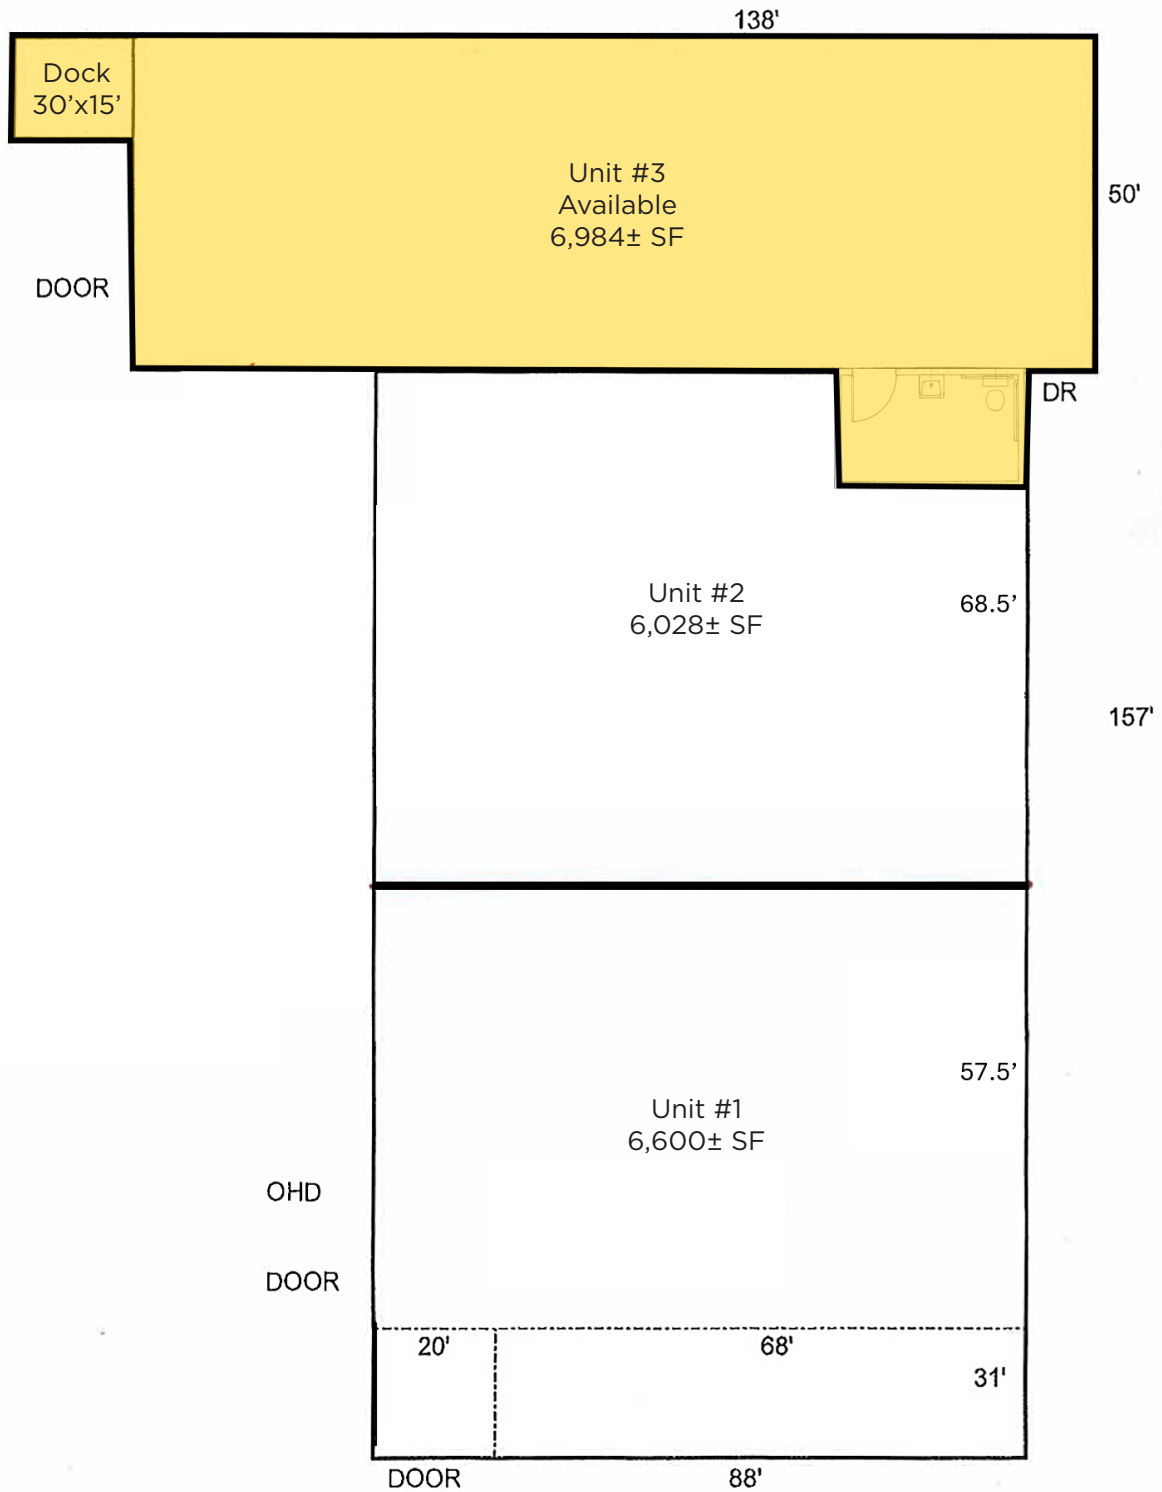 138'
Dock
30’x15’
Unit #3
Available
6,984± SF
50'
DOOR
DR
Unit #2
6,028± SF
68.5’
157'
57.5’
Unit #1
6,600± SF
OHD
DOOR
20'
68'
31'
DOOR
88'